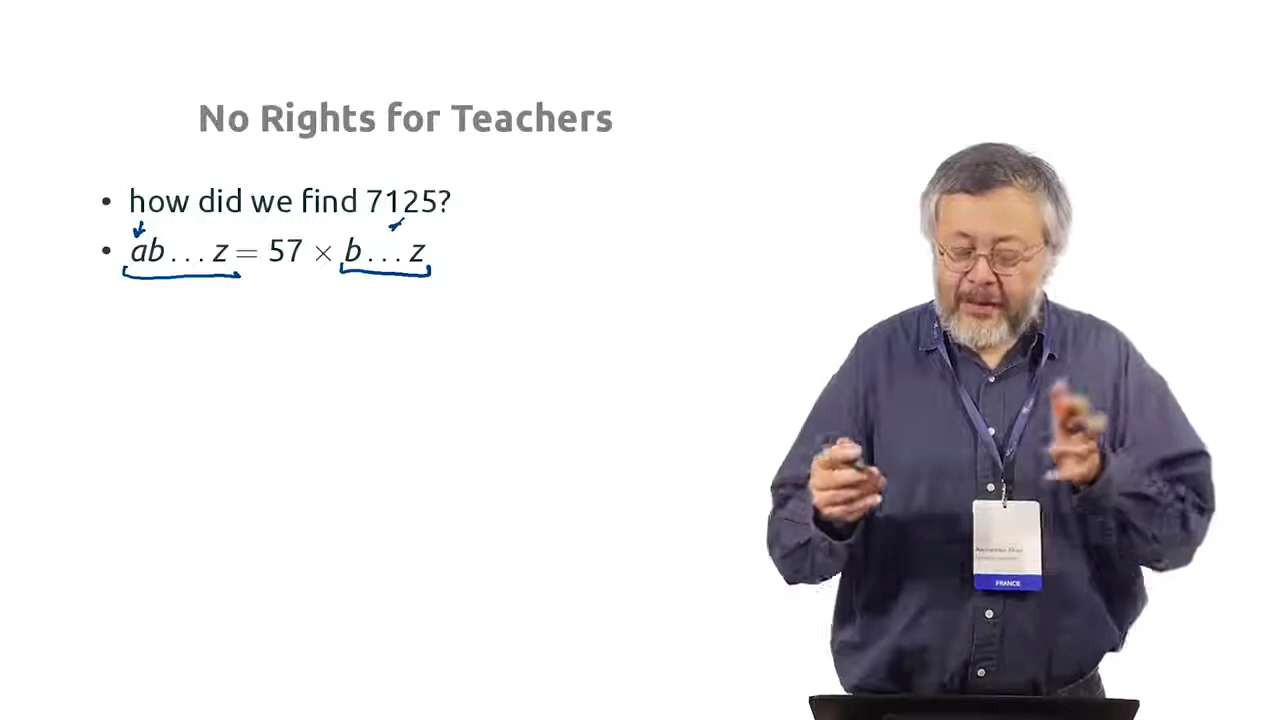 No Rights for Teachers
• how did we find 7125?
• ab...z = 57 × b...z
FRANCE